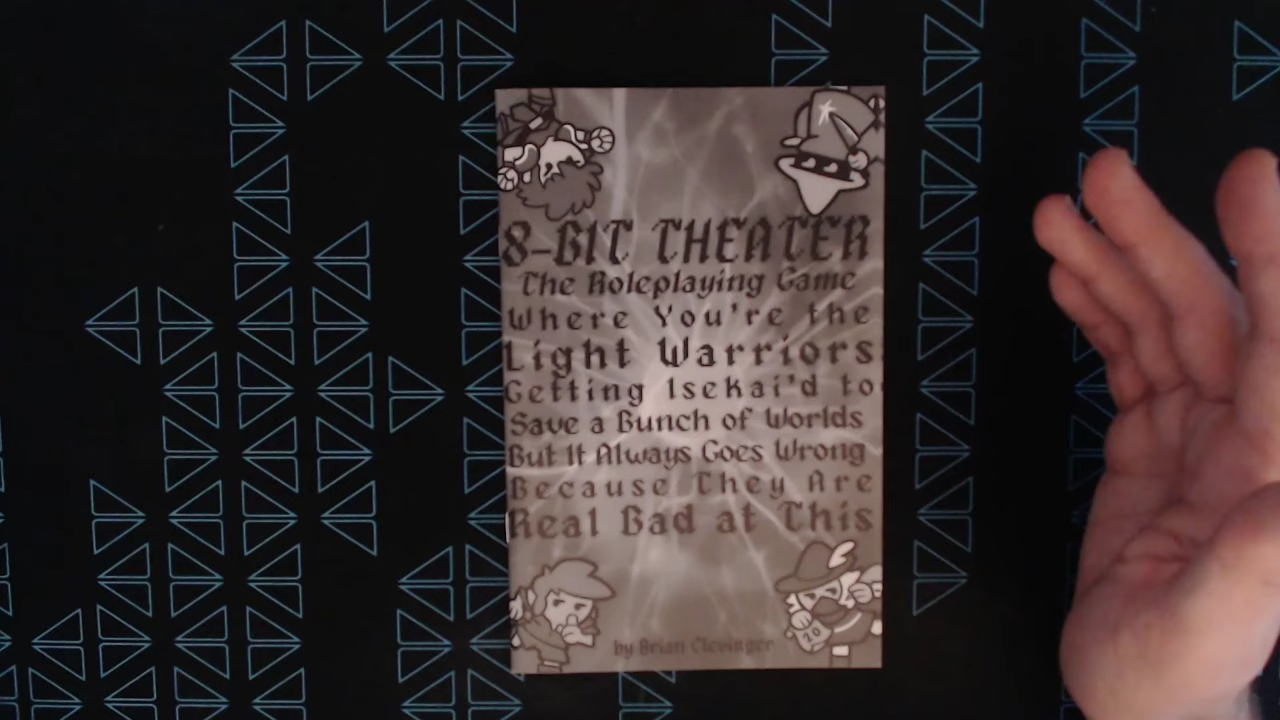 8-BIT THEATER
The Roleplaying Game
Where You're the
Light Warriors
Getting Isekai'd to
Save a Bunch of Worlds
But It Always Goes Wrong
Because They Are
Real Bad at This
20
by Brian Clevinger